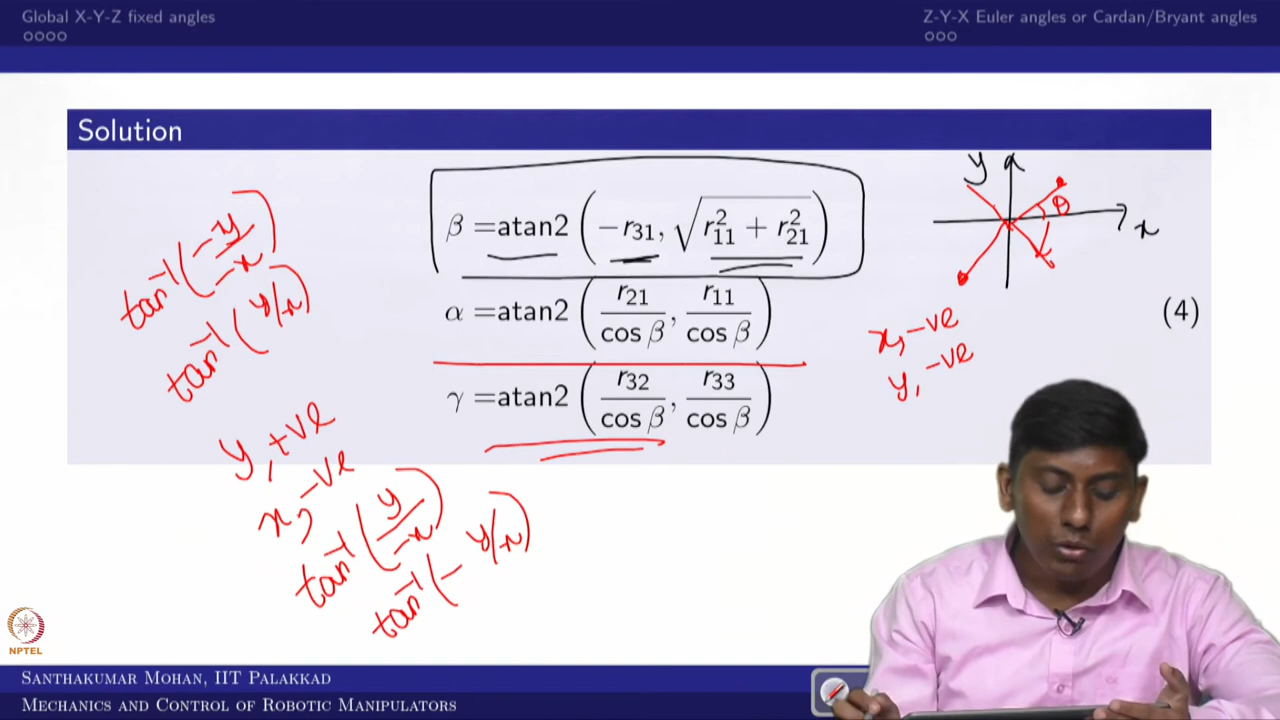 Global X-Y-Z fixed angles
Z-Y-X Euler angles or Cardan/Bryant angles
Solution
β =atan2 (−r31, √(r11² + r21²))
α =atan2 (r21/cos β, r11/cos β)
γ =atan2 (r32/cos β, r33/cos β)
(4)
tan⁻¹(−y/−x)
tan⁻¹(y/x)
y, +ve
x, −ve
tan⁻¹(y/−x)
tan⁻¹(− y/x)
y
x
θ
x, −ve
y, −ve
NPTEL
Santhakumar Mohan, IIT Palakkad
Mechanics and Control of Robotic Manipulators